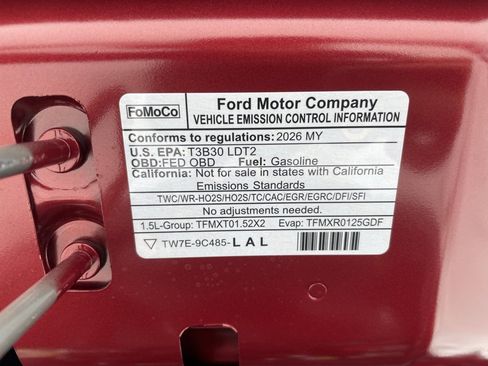 FoMoCo
Ford Motor Company
VEHICLE EMISSION CONTROL INFORMATION
Conforms to regulations:2026 MY
U.S. EPA: T3B30 LDT2
OBD:FED OBD Fuel: Gasoline
California: Not for sale in states with California
Emissions Standards
TWC/WR-HO2S/HO2S/TC/CAC/EGR/EGRC/DFI/SFI
No adjustments needed.
1.5L-Group: TFMXT01.52X2 Evap: TFMXR0125GDF
TW7E-9C485-LAL